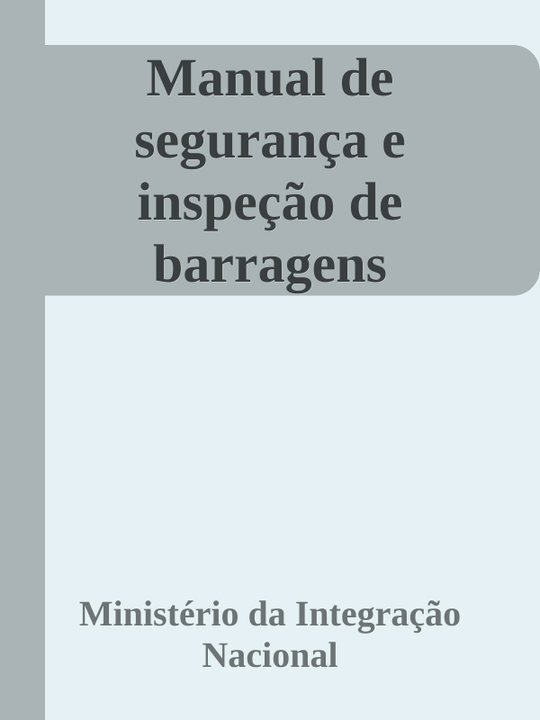 Manual de
segurança e
inspeção de
barragens
Ministério da Integração
Nacional